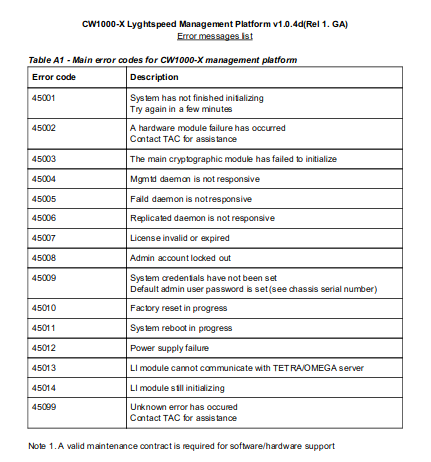 CW1000-X Lyghtspeed Management Platform v1.0.4d(Rel 1. GA)
Error messages list
Table A1 - Main error codes for CW1000-X management platform
Error code Description
45001 System has not finished initializing
Try again in a few minutes
45002 A hardware module failure has occurred
Contact TAC for assistance
45003 The main cryptographic module has failed to initialize
45004 Mgmtd daemon is not responsive
45005 Faild daemon is not responsive
45006 Replicated daemon is not responsive
45007 License invalid or expired
45008 Admin account locked out
45009 System credentials have not been set
Default admin user password is set (see chassis serial number)
45010 Factory reset in progress
45011 System reboot in progress
45012 Power supply failure
45013 LI module cannot communicate with TETRA/OMEGA server
45014 LI module still initializing
45099 Unknown error has occured
Contact TAC for assistance
Note 1. A valid maintenance contract is required for software/hardware support